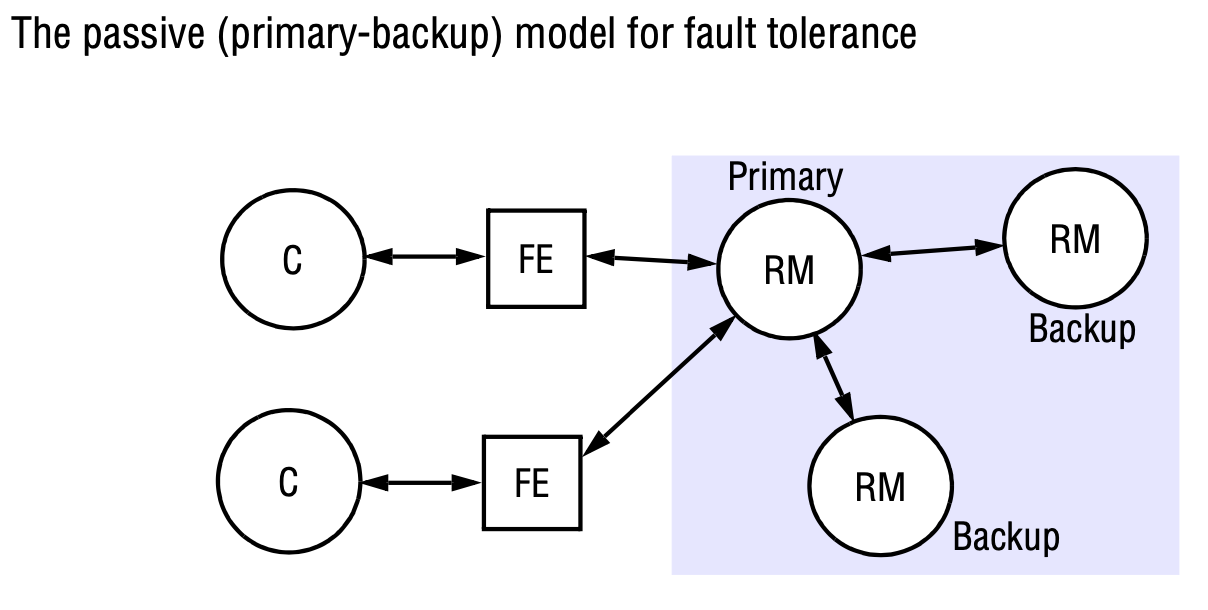 The passive (primary-backup) model for fault tolerance
Primary
C
FE
RM
RM
Backup
C
FE
RM
Backup